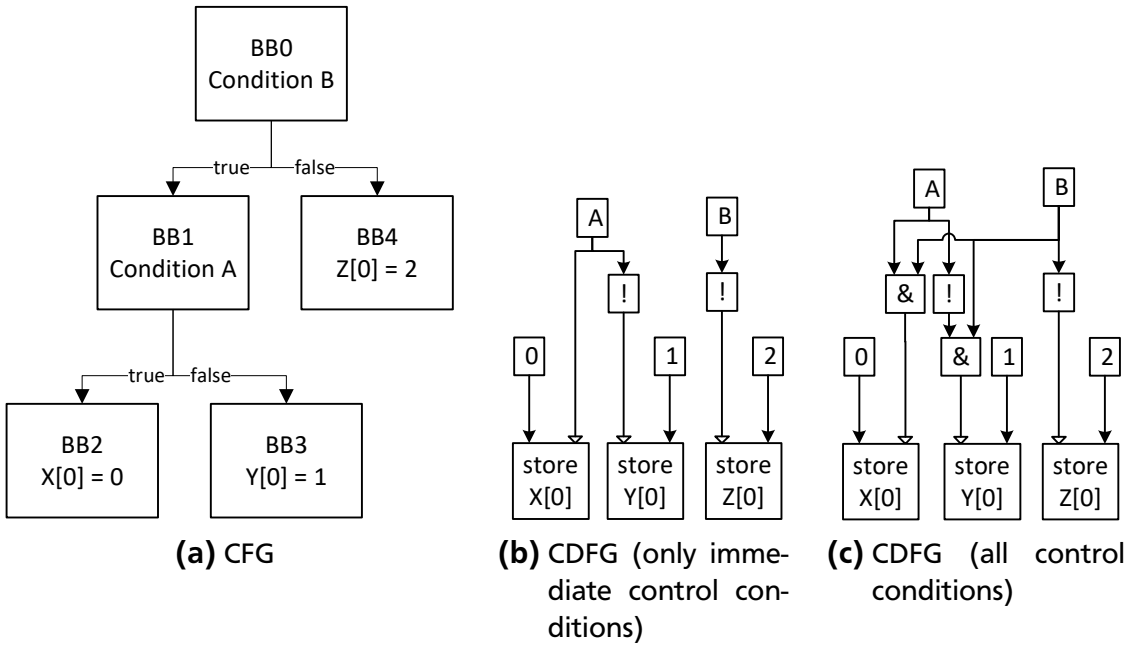 BB0
Condition B
true false
BB1
Condition A
BB4
Z[0] = 2
true false
BB2
X[0] = 0
BB3
Y[0] = 1
(a) CFG
A
B
!
!
0
1
2
store
X[0]
store
Y[0]
store
Z[0]
(b) CDFG (only imme-
diate control con-
ditions)
A
B
&
!
!
0
&
1
2
store
X[0]
store
Y[0]
store
Z[0]
(c) CDFG (all control
conditions)